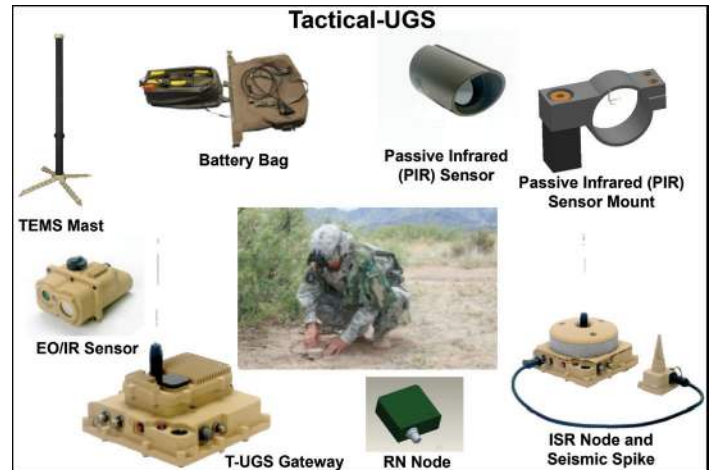 Tactical-UGS
Battery Bag
Passive Infrared
(PIR) Sensor
Passive Infrared (PIR)
Sensor Mount
TEMS Mast
EO/IR Sensor
T-UGS Gateway
RN Node
ISR Node and
Seismic Spike